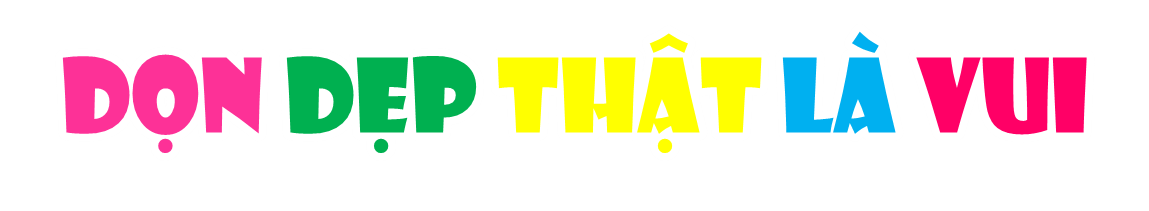 DỌN DẸP THẬT LÀ VUI